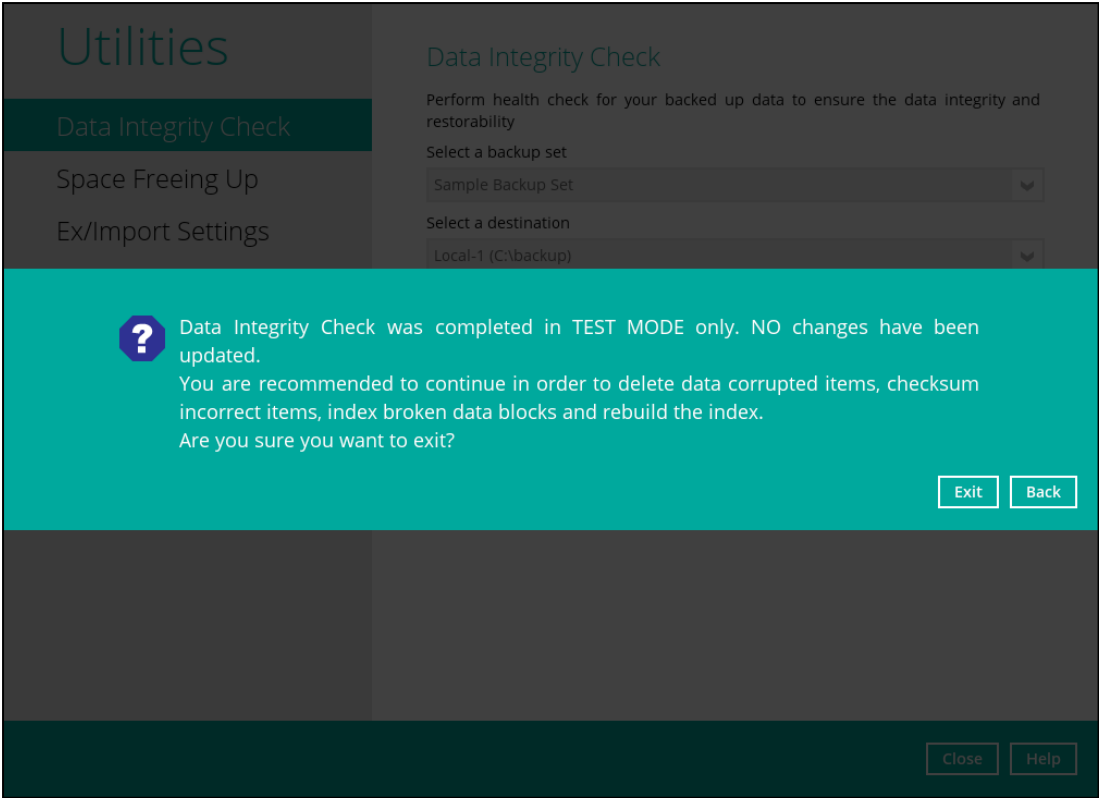 Utilities
Data Integrity Check
Space Freeing Up
Ex/Import Settings
Data Integrity Check
Perform health check for your backed up data to ensure the data integrity and
restorability
Select a backup set
Sample Backup Set
Select a destination
Local-1 (C:\backup)
Data Integrity Check was completed in TEST MODE only. NO changes have been
updated.
You are recommended to continue in order to delete data corrupted items, checksum
incorrect items, index broken data blocks and rebuild the index.
Are you sure you want to exit?
Exit Back
Close Help